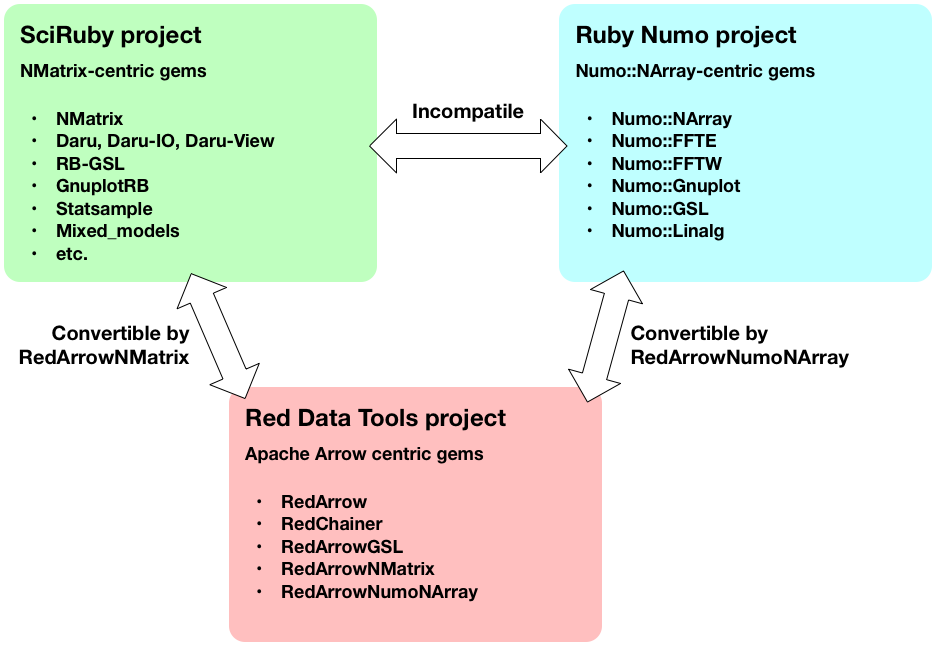 SciRuby project
NMatrix-centric gems
• NMatrix
• Daru, Daru-IO, Daru-View
• RB-GSL
• GnuplotRB
• Statsample
• Mixed_models
• etc.
Incompatile
Ruby Numo project
Numo::NArray-centric gems
• Numo::NArray
• Numo::FFTE
• Numo::FFTW
• Numo::Gnuplot
• Numo::GSL
• Numo::Linalg
Convertible by
RedArrowNMatrix
Convertible by
RedArrowNumoNArray
Red Data Tools project
Apache Arrow centric gems
• RedArrow
• RedChainer
• RedArrowGSL
• RedArrowNMatrix
• RedArrowNumoNArray